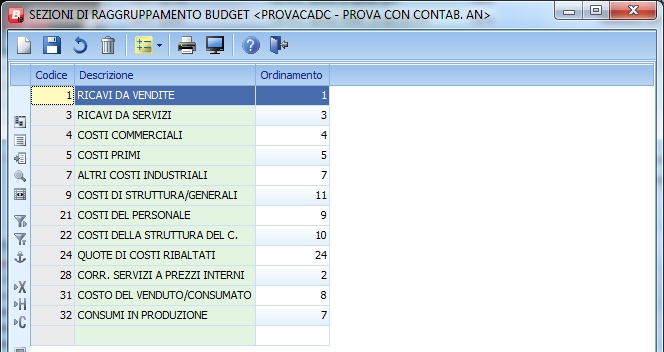 SEZIONI DI RAGGRUPPAMENTO BUDGET <PROVACADC - PROVA CON CONTAB. AN>
Codice Descrizione Ordinamento
1 RICAVI DA VENDITE 1
3 RICAVI DA SERVIZI 3
4 COSTI COMMERCIALI 4
5 COSTI PRIMI 5
7 ALTRI COSTI INDUSTRIALI 7
9 COSTI DI STRUTTURA/GENERALI 11
21 COSTI DEL PERSONALE 9
22 COSTI DELLA STRUTTURA DEL C. 10
24 QUOTE DI COSTI RIBALTATI 24
28 CORR. SERVIZI A PREZZI INTERNI 2
31 COSTO DEL VENDUTO/CONSUMATO 8
32 CONSUMI IN PRODUZIONE 7
X
H
C